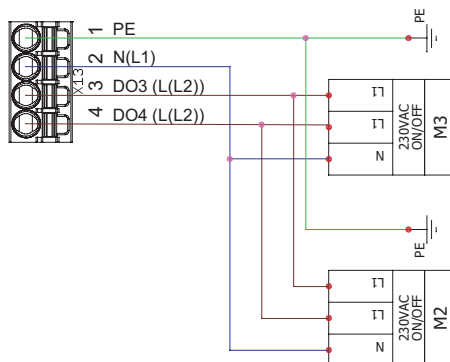 1 PE
2 N(L1)
3 DO3 (L(L2))
4 DO4 (L(L2))
X13
PE
L1
L1
N
230VAC
ON/OFF
M3
PE
L1
L1
N
230VAC
ON/OFF
M2